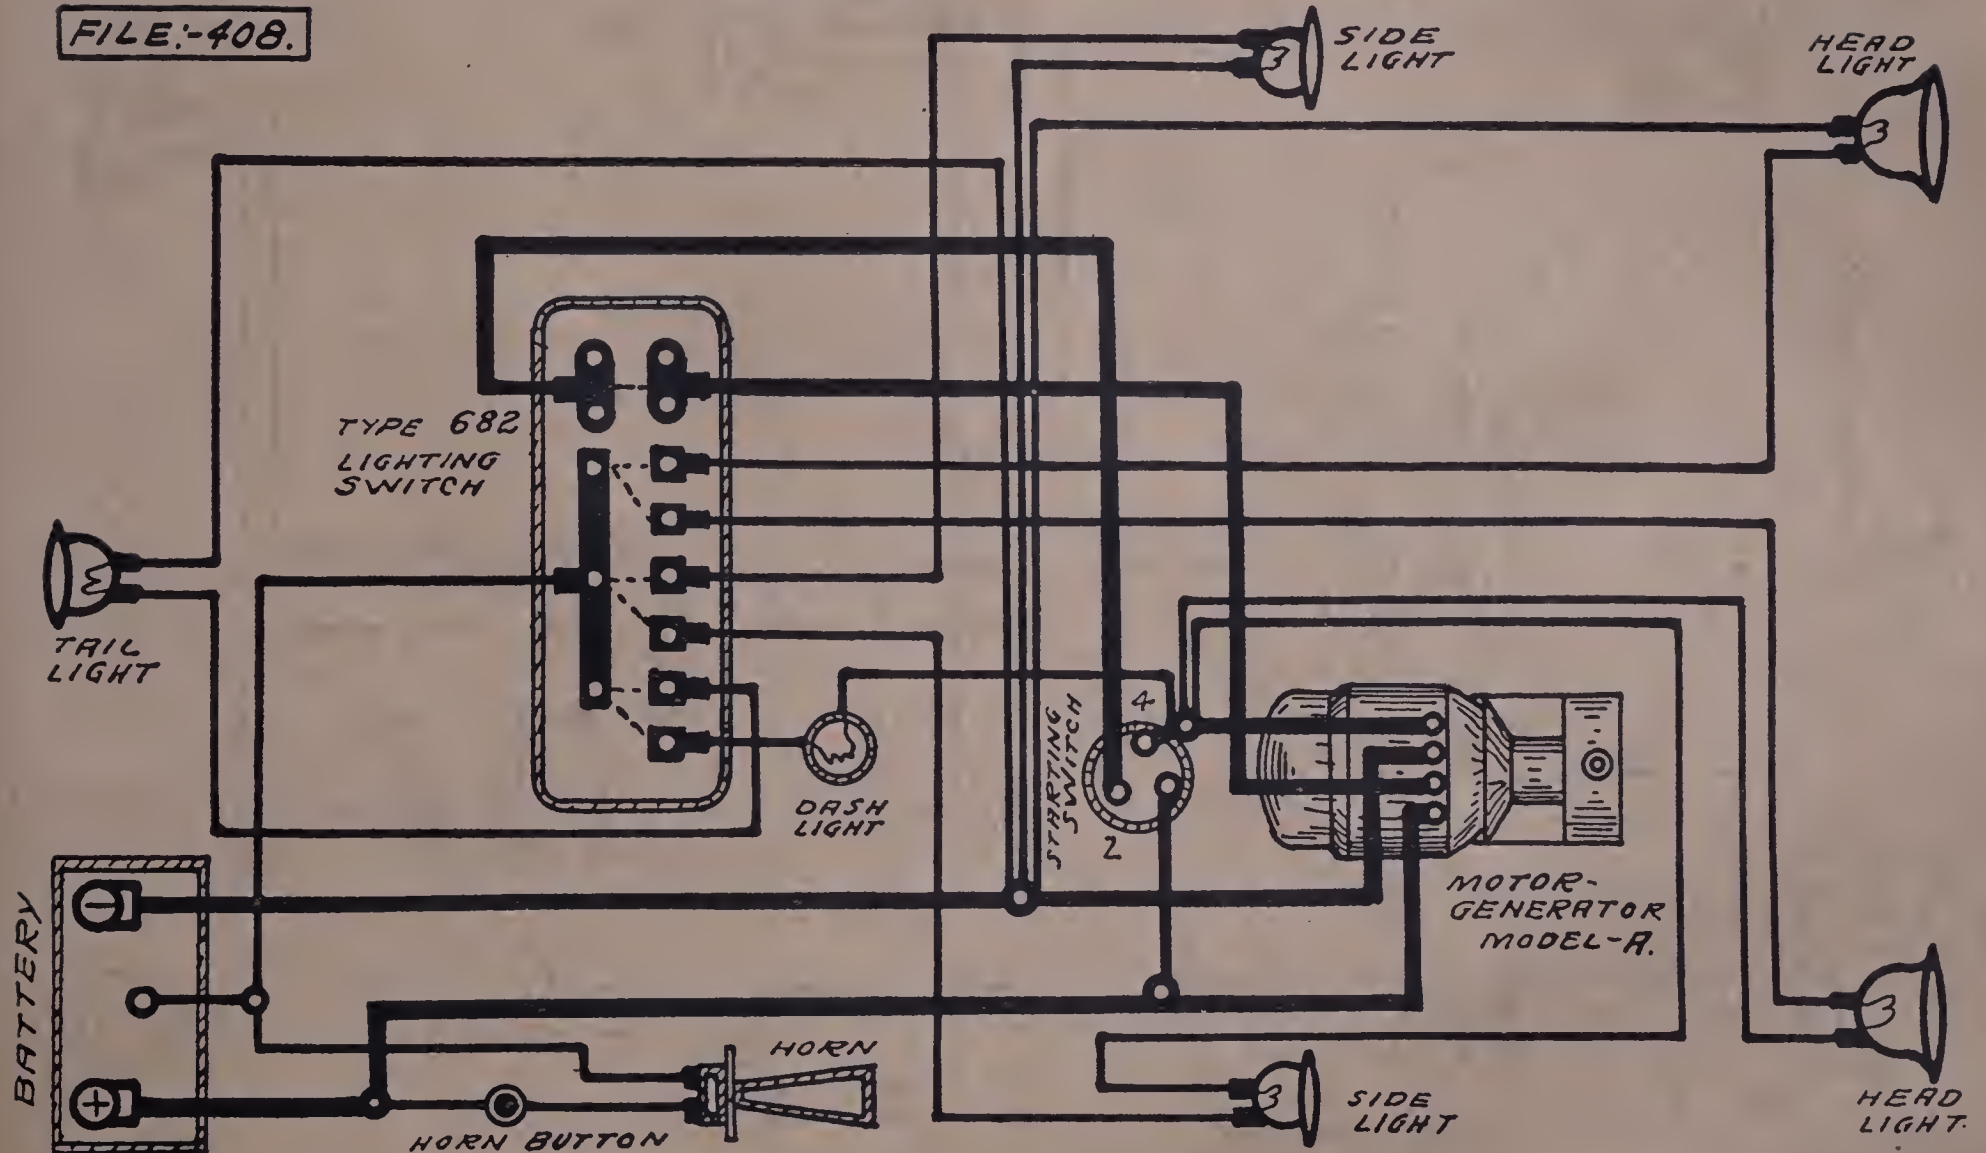 FILE:-408.
SIDE
LIGHT
HEAD
LIGHT
TYPE 682
LIGHTING
SWITCH
TAIL
LIGHT
STARTING
SWITCH
4
2
DASH
LIGHT
MOTOR-
GENERATOR
MODEL-A.
BATTERY
HORN
HORN BUTTON
SIDE
LIGHT
HEAD
LIGHT.